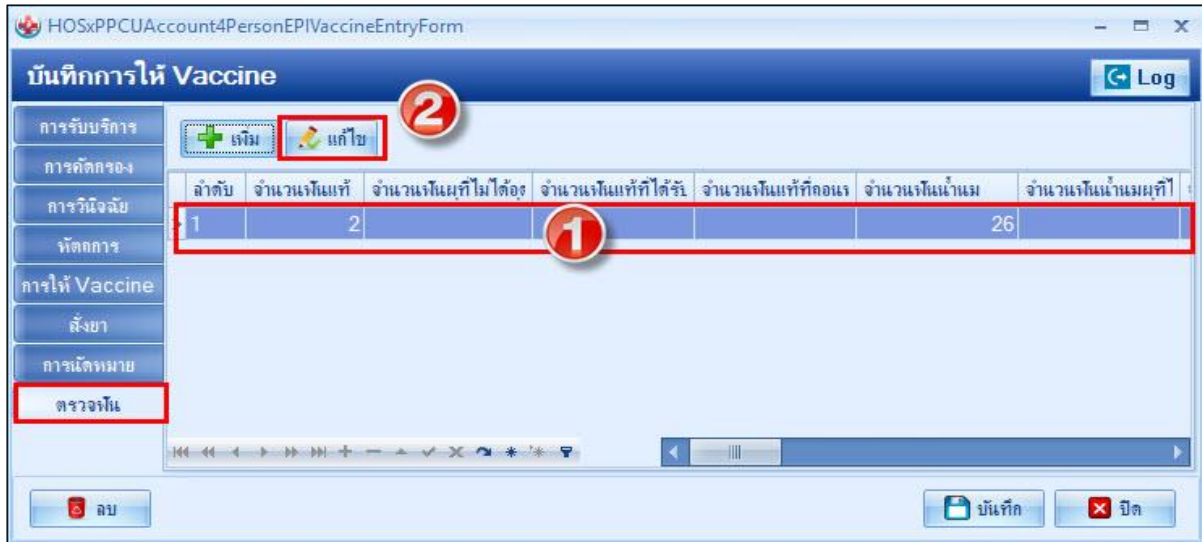 HOSxPPCUAccount4PersonEPIVaccineEntryForm
บันทึกการให้ Vaccine
Log
การรับบริการ
การคัดกรอง
การวินิจฉัย
หัตถการ
การให้ Vaccine
สั่งยา
การนัดหมาย
ตรวจฟัน
2
เพิ่ม แก้ไข
ลำดับ จำนวนฟันแท้ จำนวนฟันผุที่ไม่ได้อุด จำนวนฟันแท้ที่ได้รับ จำนวนฟันแท้ที่ถอน จำนวนฟันน้ำนม จำนวนฟันน้ำนมผุที่ไ
1 2 26
1
ลบ บันทึก ปิด